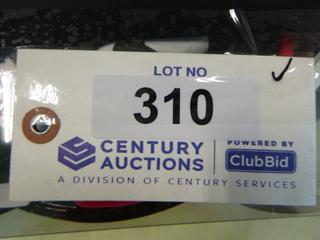 LOT NO
310
CENTURY
AUCTIONS
POWERED BY
ClubBid
A DIVISION OF CENTURY SERVICES